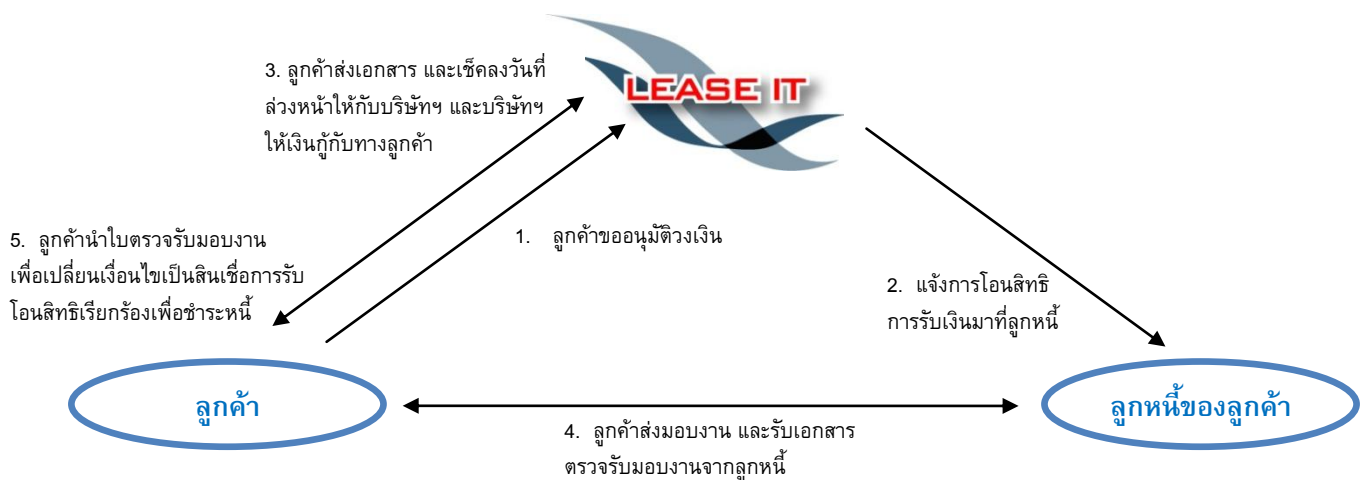 LEASE IT
3. ลูกค้าส่งเอกสาร และเช็คลงวันที่
ล่วงหน้าให้กับบริษัทฯ และบริษัทฯ
ให้เงินกู้กับทางลูกค้า
5. ลูกค้านำใบตรวจรับมอบงาน
เพื่อเปลี่ยนเงื่อนไขเป็นสินเชื่อการรับ
โอนสิทธิเรียกร้องเพื่อชำระหนี้
1. ลูกค้าขออนุมัติวงเงิน
2. แจ้งการโอนสิทธิ
การรับเงินมาที่ลูกหนี้
ลูกค้า
ลูกหนี้ของลูกค้า
4. ลูกค้าส่งมอบงาน และรับเอกสาร
ตรวจรับมอบงานจากลูกหนี้